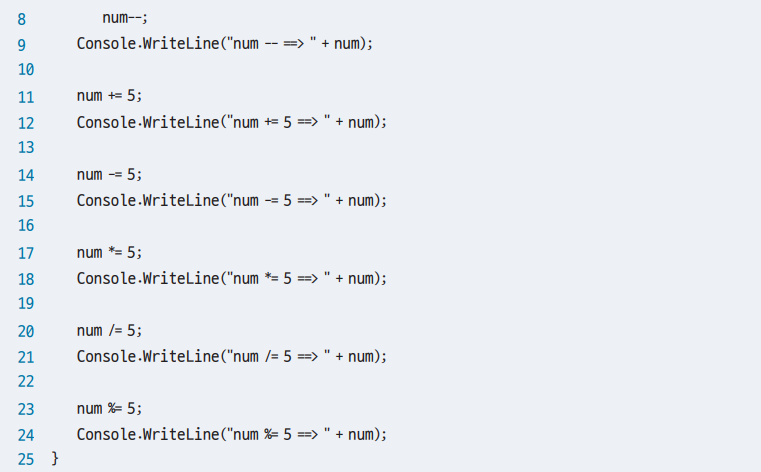 8 num--;
9 Console.WriteLine("num -- ==> " + num);
10
11 num += 5;
12 Console.WriteLine("num += 5 ==> " + num);
13
14 num -= 5;
15 Console.WriteLine("num -= 5 ==> " + num);
16
17 num *= 5;
18 Console.WriteLine("num *= 5 ==> " + num);
19
20 num /= 5;
21 Console.WriteLine("num /= 5 ==> " + num);
22
23 num %= 5;
24 Console.WriteLine("num %= 5 ==> " + num);
25 }